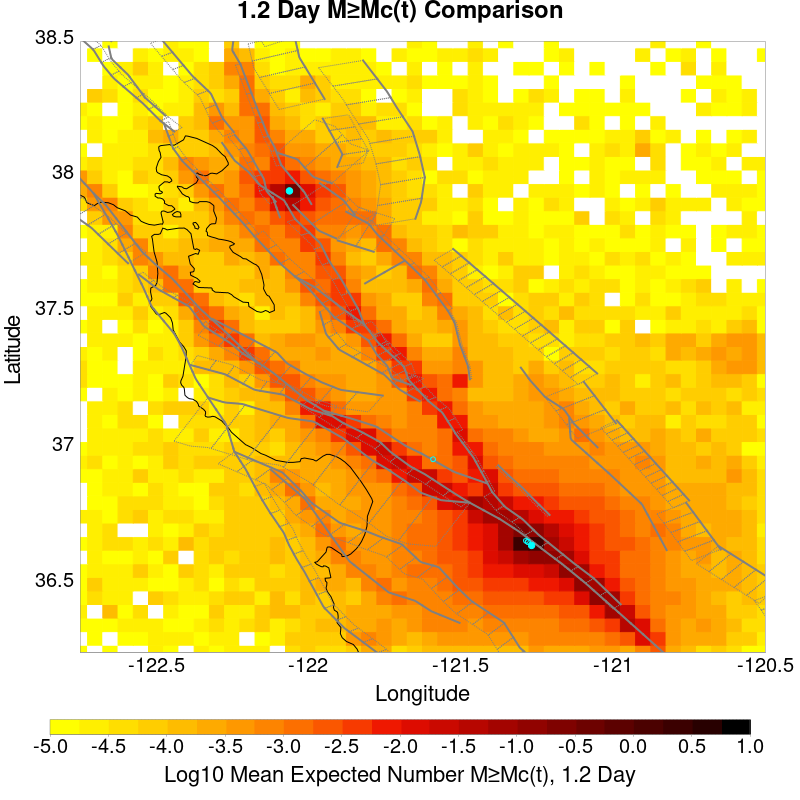 1.2 Day M≥Mc(t) Comparison
38.5
38
37.5
37
36.5
Latitude
-122.5 -122 -121.5 -121 -120.5
Longitude
-5.0 -4.5 -4.0 -3.5 -3.0 -2.5 -2.0 -1.5 -1.0 -0.5 0.0 0.5 1.0
Log10 Mean Expected Number M≥Mc(t), 1.2 Day